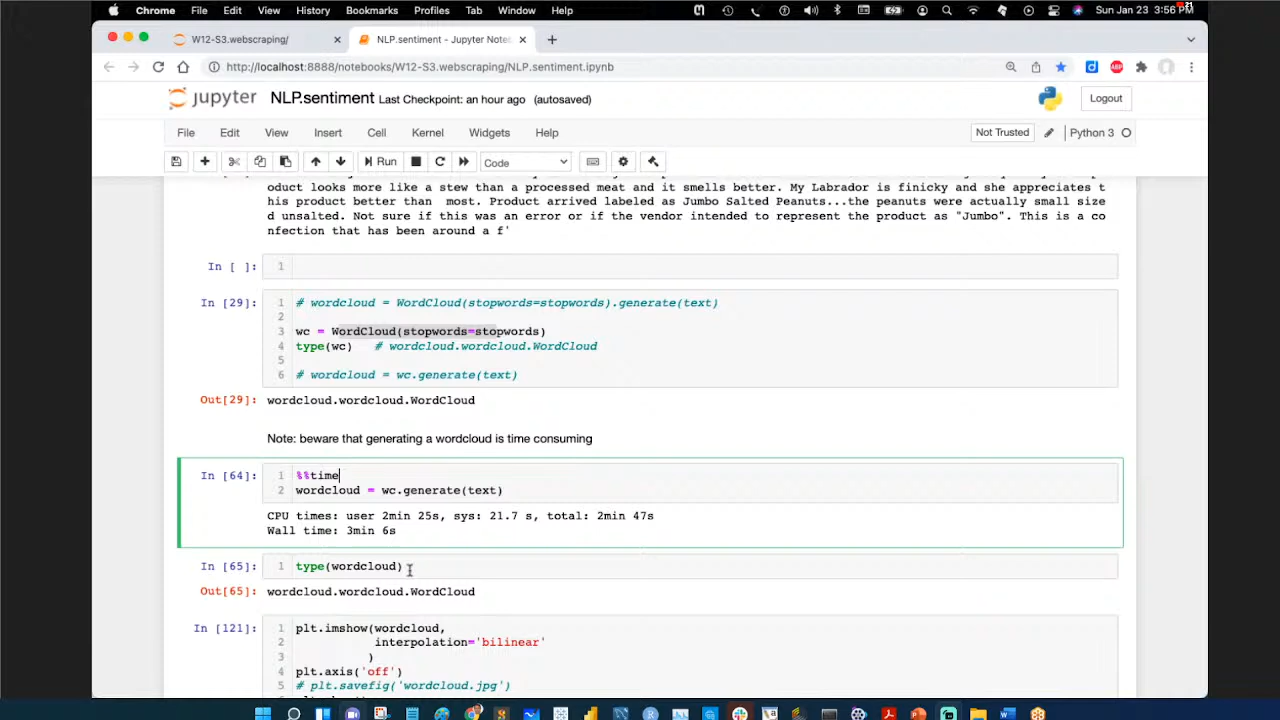 Chrome File Edit View History Bookmarks Profiles Tab Window Help Sun Jan 23 3:56 PM 21
W12-S3.webscraping/ NLP.sentiment - Jupyter Note
http://localhost:8888/notebooks/W12-S3.webscraping/NLP.sentiment.ipynb
jupyter NLP.sentiment Last Checkpoint: an hour ago (autosaved) Logout
File Edit View Insert Cell Kernel Widgets Help Not Trusted Python 3
Run Code
oduct looks more like a stew than a processed meat and it smells better. My Labrador is finicky and she appreciates t
his product better than  most. Product arrived labeled as Jumbo Salted Peanuts...the peanuts were actually small size
d unsalted. Not sure if this was an error or if the vendor intended to represent the product as "Jumbo". This is a co
nfection that has been around a f'
In [ ]: 1
In [29]: 1 # wordcloud = WordCloud(stopwords=stopwords).generate(text)
2
3 wc = WordCloud(stopwords=stopwords)
4 type(wc)   # wordcloud.wordcloud.WordCloud
5
6 # wordcloud = wc.generate(text)
Out[29]: wordcloud.wordcloud.WordCloud
Note: beware that generating a wordcloud is time consuming
In [64]: 1 %%time
2 wordcloud = wc.generate(text)
CPU times: user 2min 25s, sys: 21.7 s, total: 2min 47s
Wall time: 3min 6s
In [65]: 1 type(wordcloud)
Out[65]: wordcloud.wordcloud.WordCloud
In [121]: 1 plt.imshow(wordcloud,
2 interpolation='bilinear'
3 )
4 plt.axis('off')
5 # plt.savefig('wordcloud.jpg')